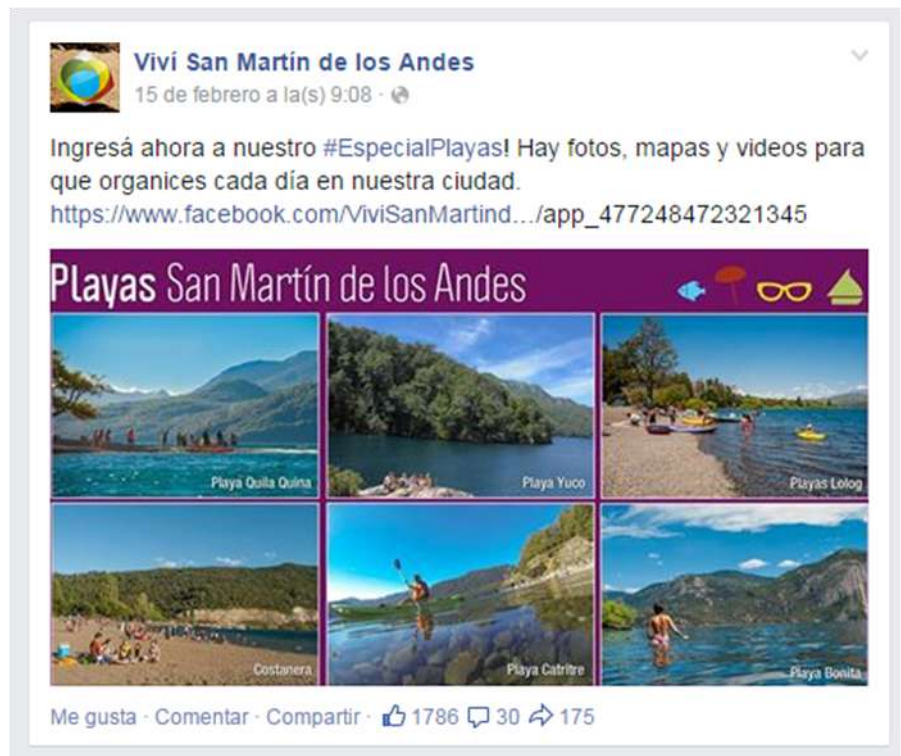 Viví San Martín de los Andes
15 de febrero a la(s) 9:08 ·
Ingresá ahora a nuestro #EspecialPlayas! Hay fotos, mapas y videos para
que organices cada día en nuestra ciudad.
https://www.facebook.com/ViviSanMartind…/app_477248472321345
Playas San Martín de los Andes
Playa Quila Quina
Playa Yuco
Playas Lolog
Costanera
Playa Catritre
Playa Bonita
Me gusta · Comentar · Compartir · 1786 30 175